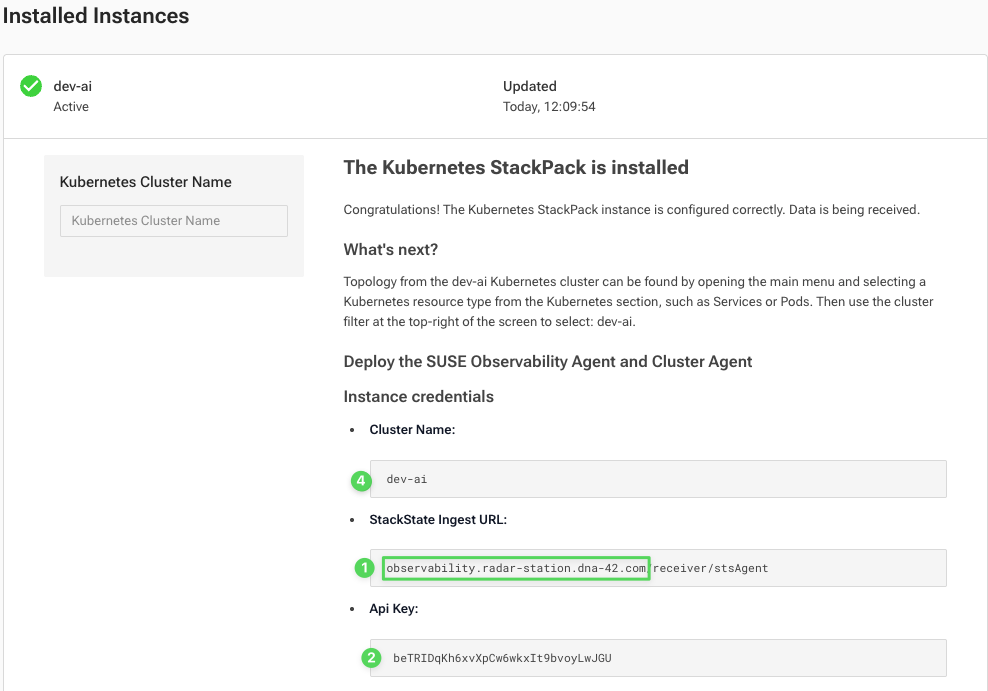 Installed Instances
dev-ai
Active
Updated
Today, 12:09:54
Kubernetes Cluster Name
Kubernetes Cluster Name
The Kubernetes StackPack is installed
Congratulations! The Kubernetes StackPack instance is configured correctly. Data is being received.
What's next?
Topology from the dev-ai Kubernetes cluster can be found by opening the main menu and selecting a
Kubernetes resource type from the Kubernetes section, such as Services or Pods. Then use the cluster
filter at the top-right of the screen to select: dev-ai.
Deploy the SUSE Observability Agent and Cluster Agent
Instance credentials
• Cluster Name:
4 dev-ai
• StackState Ingest URL:
1 observability.radar-station.dna-42.com/receiver/stsAgent
• Api Key:
2 beTRIDqKh6xvXpCw6wkxIt9bvoyLwJGU